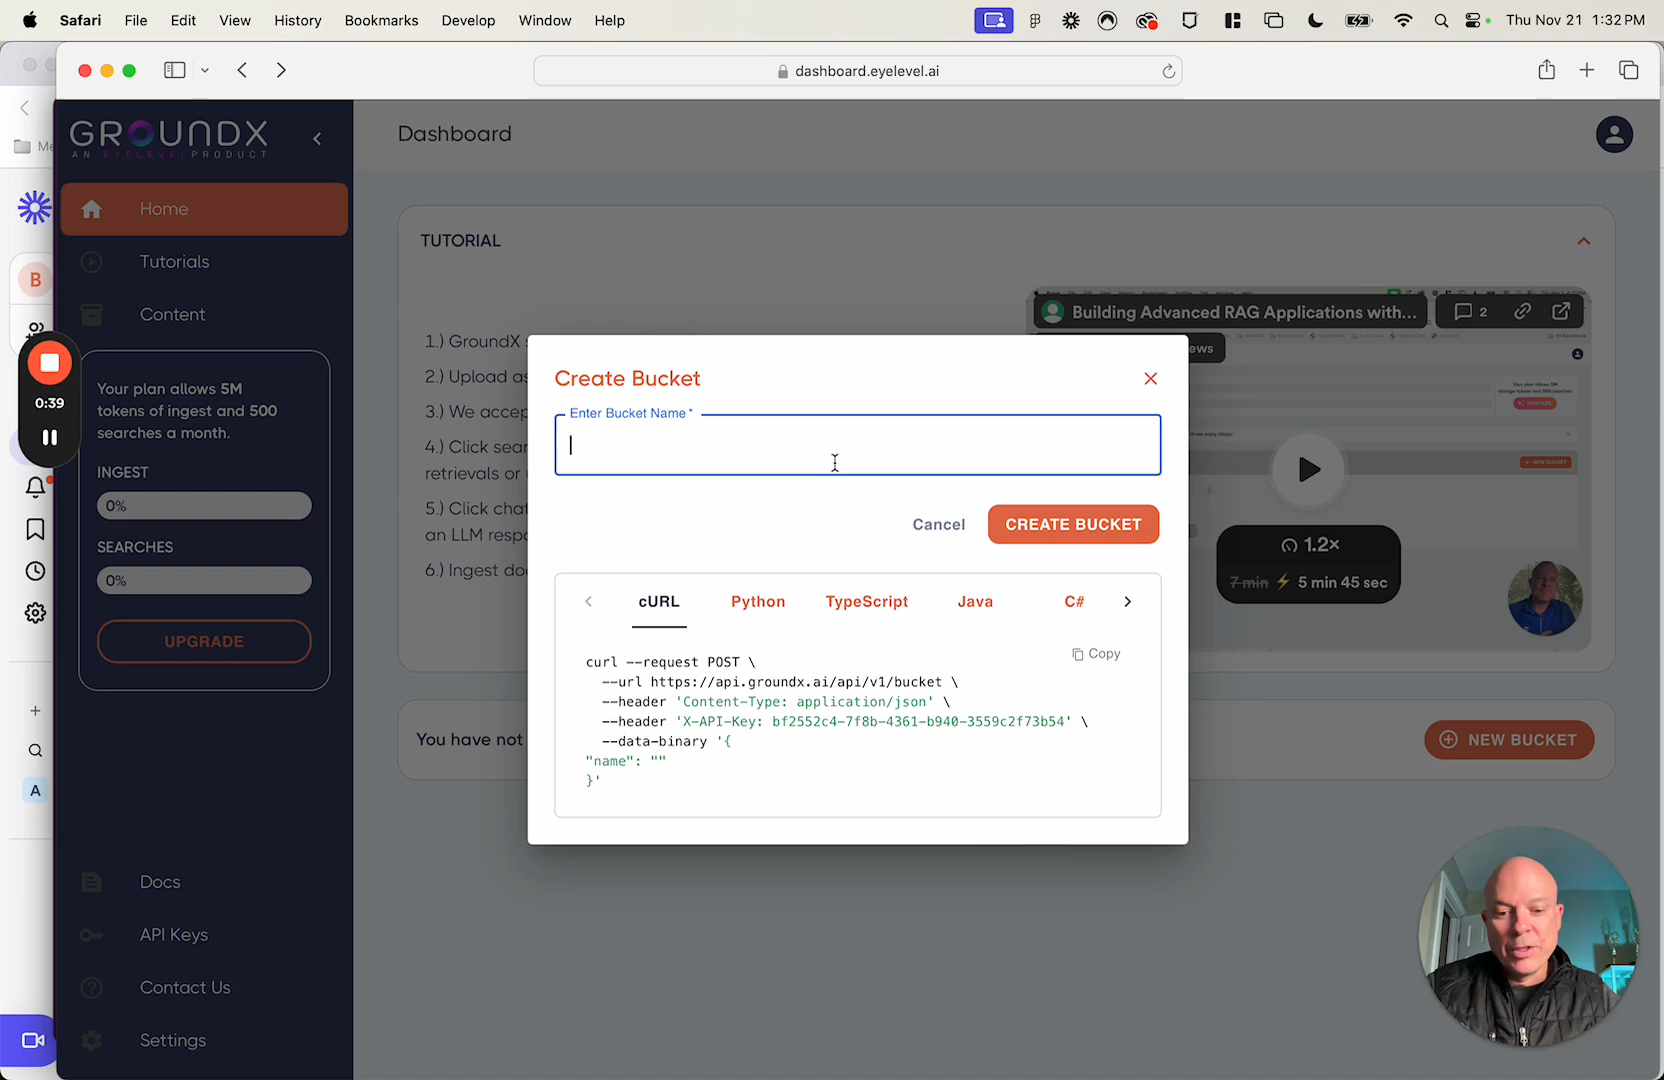 Safari File Edit View History Bookmarks Develop Window Help
Thu Nov 21 1:32 PM
dashboard.eyelevel.ai
Me
GROUNDX
AN EYELEVEL PRODUCT
Dashboard
Home
Tutorials
Content
B
0:39
Your plan allows 5M
tokens of ingest and 500
searches a month.
INGEST
0%
SEARCHES
0%
UPGRADE
A
Docs
API Keys
Contact Us
Settings
TUTORIAL
1.) GroundX
2.) Upload as
3.) We accep
4.) Click sear
retrievals or
5.) Click chat
an LLM resp
6.) Ingest do
Building Advanced RAG Applications with...
2
ews
1.2×
7 min 5 min 45 sec
You have not
NEW BUCKET
Create Bucket
Enter Bucket Name *
Cancel
CREATE BUCKET
cURL Python TypeScript Java C#
Copy
curl --request POST \
--url https://api.groundx.ai/api/v1/bucket \
--header 'Content-Type: application/json' \
--header 'X-API-Key: bf2552c4-7f8b-4361-b940-3559c2f73b54' \
--data-binary '{
"name": ""
}'